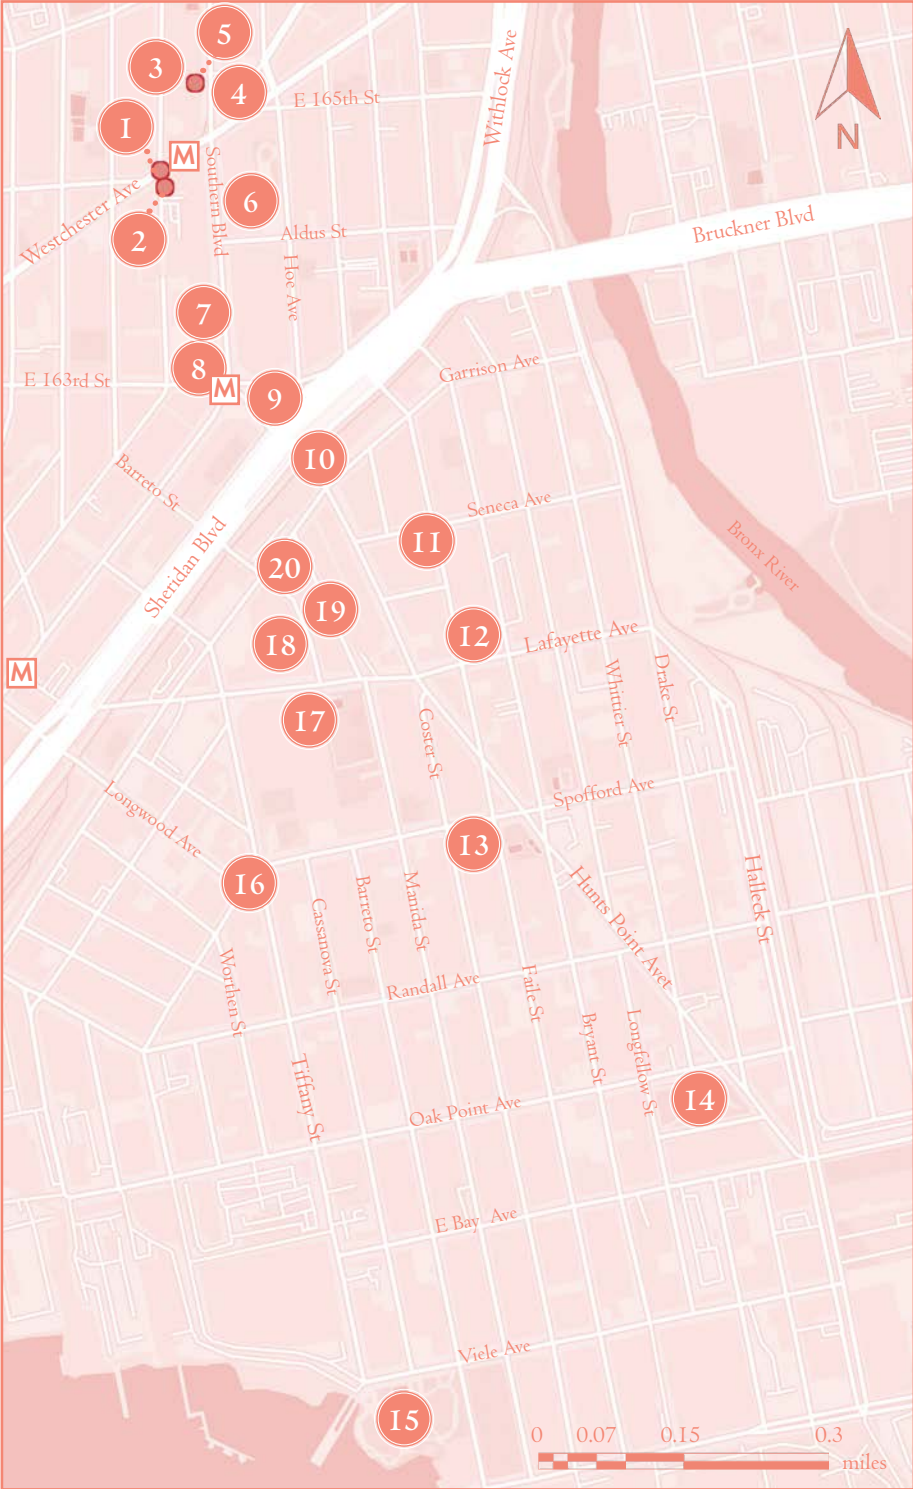 5
3
4
E 165th St
Withlock Ave
N
1
M
Southern Blvd
Westchester Ave
6
2
Aldus St
Bruckner Blvd
Hoe Ave
7
8
M
E 163rd St
9
Garrison Ave
10
Barreto St
Seneca Ave
11
Sheridan Blvd
Bronx River
20
19
18
12
Lafayette Ave
M
Whittier St
Drake St
17
Coster St
Spofford Ave
Longwood Ave
13
16
Hunts Point Avet
Halleck St
Cassanova St
Barreto St
Manida St
Worthen St
Randall Ave
Faile St
Bryant St
Longfellow St
Tiffany St
14
Oak Point Ave
E Bay Ave
Viele Ave
15
0 0.07 0.15 0.3
miles